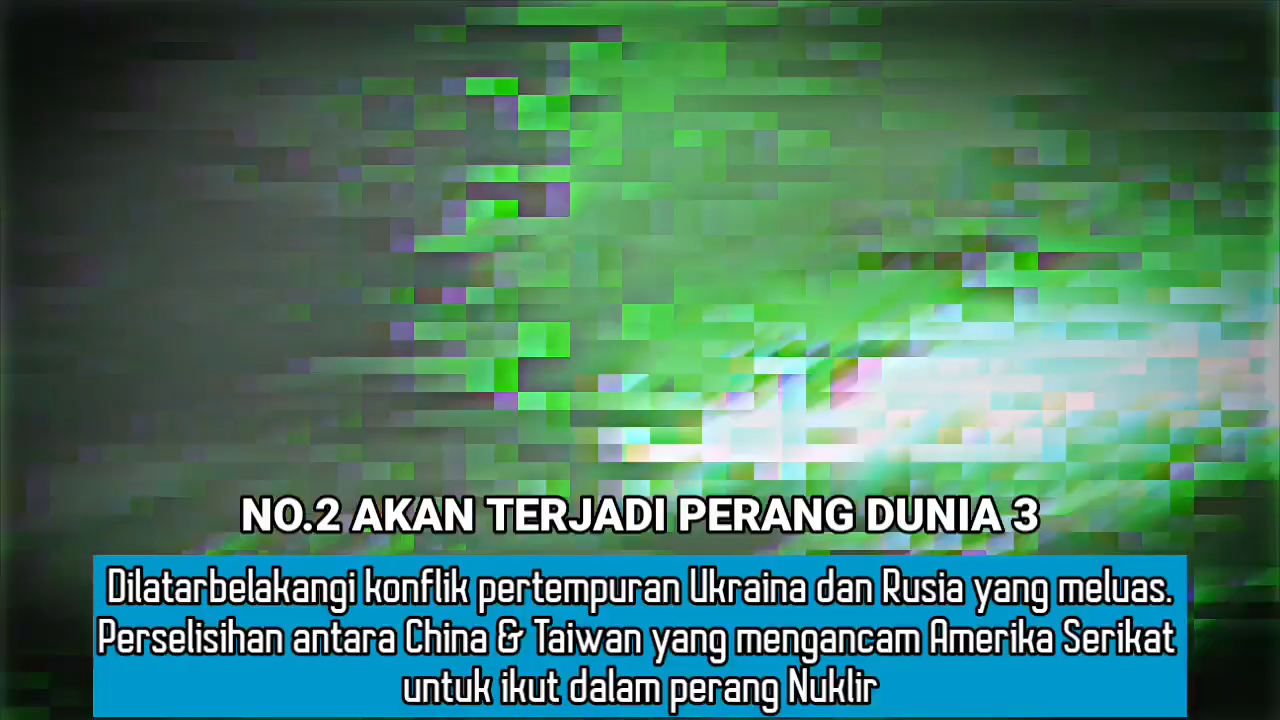 NO.2 AKAN TERJADI PERANG DUNIA 3
Dilatarbelakangi konflik pertempuran Ukraina dan Rusia yang meluas.
Perselisihan antara China & Taiwan yang mengancam Amerika Serikat
untuk ikut dalam perang Nuklir